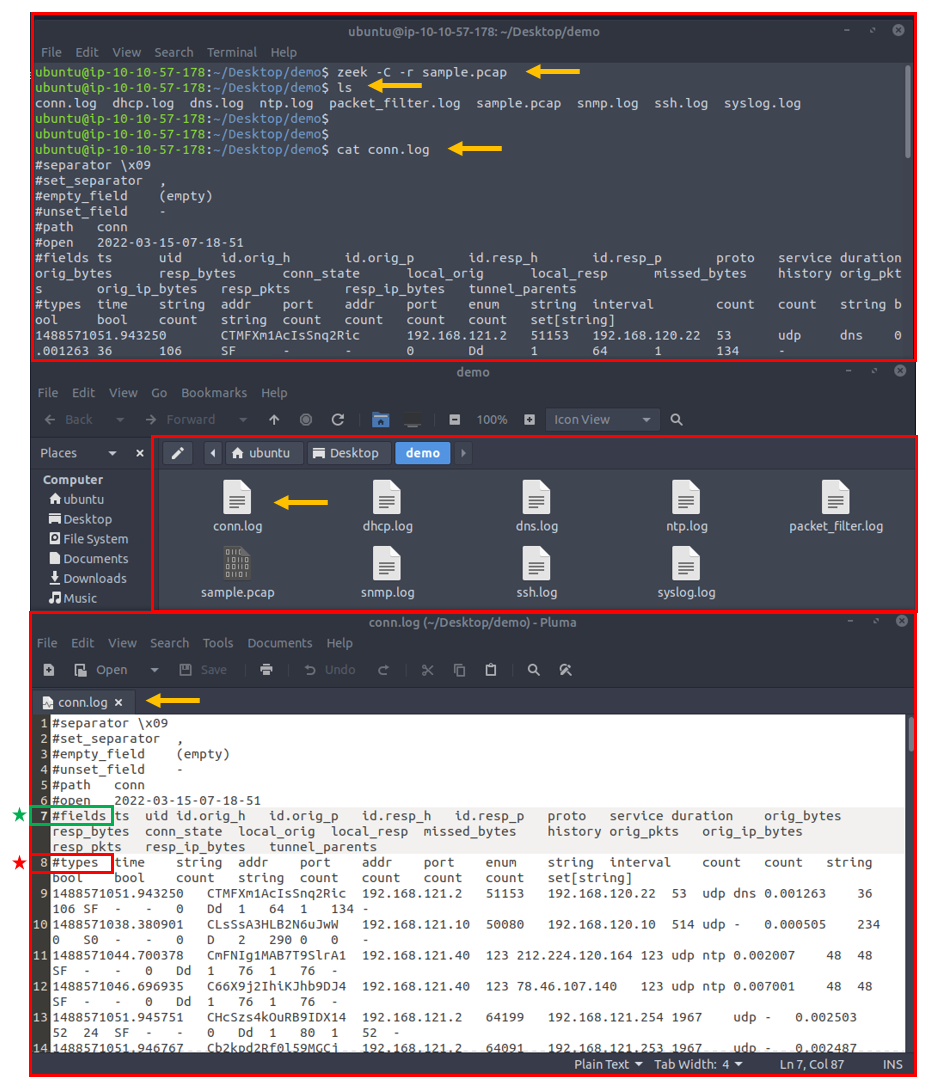 ubuntu@ip-10-10-57-178: ~/Desktop/demo
File Edit View Search Terminal Help
ubuntu@ip-10-10-57-178:~/Desktop/demo$ zeek -C -r sample.pcap
ubuntu@ip-10-10-57-178:~/Desktop/demo$ ls
conn.log dhcp.log dns.log ntp.log packet_filter.log sample.pcap snmp.log ssh.log syslog.log
ubuntu@ip-10-10-57-178:~/Desktop/demo$
ubuntu@ip-10-10-57-178:~/Desktop/demo$
ubuntu@ip-10-10-57-178:~/Desktop/demo$ cat conn.log
#separator \x09
#set_separator ,
#empty_field (empty)
#unset_field -
#path conn
#open 2022-03-15-07-18-51
#fields ts uid id.orig_h id.orig_p id.resp_h id.resp_p proto service duration
orig_bytes resp_bytes conn_state local_orig local_resp missed_bytes history orig_pkt
s orig_ip_bytes resp_pkts resp_ip_bytes tunnel_parents
#types time string addr port addr port enum string interval count count string b
ool bool count string count count count count set[string]
1488571051.943250 CTMFXm1AcIsSnq2Ric 192.168.121.2 51153 192.168.120.22 53 udp dns 0
.001263 36 106 SF - - 0 Dd 1 64 1 134 -
demo
File Edit View Go Bookmarks Help
Back Forward 100% Icon View
Places ubuntu Desktop demo
Computer
ubuntu
Desktop
File System
Documents
Downloads
Music
conn.log dhcp.log dns.log ntp.log packet_filter.log
sample.pcap snmp.log ssh.log syslog.log
conn.log (~/Desktop/demo) - Pluma
File Edit View Search Tools Documents Help
Open Save Undo
conn.log
1 #separator \x09
2 #set_separator ,
3 #empty_field (empty)
4 #unset_field -
5 #path conn
6 #open 2022-03-15-07-18-51
7 #fields ts uid id.orig_h id.orig_p id.resp_h id.resp_p proto service duration orig_bytes
resp_bytes conn_state local_orig local_resp missed_bytes history orig_pkts orig_ip_bytes
resp_pkts resp_ip_bytes tunnel_parents
8 #types time string addr port addr port enum string interval count count string
bool bool count string count count count count set[string]
9 1488571051.943250 CTMFXm1AcIsSnq2Ric 192.168.121.2 51153 192.168.120.22 53 udp dns 0.001263 36
106 SF - - 0 Dd 1 64 1 134 -
10 1488571038.380901 CLsSsA3HLB2N6uJwW 192.168.121.10 50080 192.168.120.10 514 udp - 0.000505 234
0 S0 - - 0 D 2 290 0 0 -
11 1488571044.700378 CmFNIg1MAB7T9SlrA1 192.168.121.40 123 212.224.120.164 123 udp ntp 0.002007 48 48
SF - - 0 Dd 1 76 1 76 -
12 1488571046.696935 C66X9j2IhiKJhb9DJ4 192.168.121.40 123 78.46.107.140 123 udp ntp 0.007001 48 48
SF - - 0 Dd 1 76 1 76 -
13 1488571051.945751 CHcSzs4kOuRB9IDX14 192.168.121.2 64199 192.168.121.254 1967 udp - 0.002503
52 24 SF - - 0 Dd 1 80 1 52 -
14 1488571051.946767 Cb2kpd2Rf0l59MGCj 192.168.121.2 64091 192.168.121.253 1967 udp - 0.002487
Plain Text Tab Width: 4 Ln 7, Col 87 INS